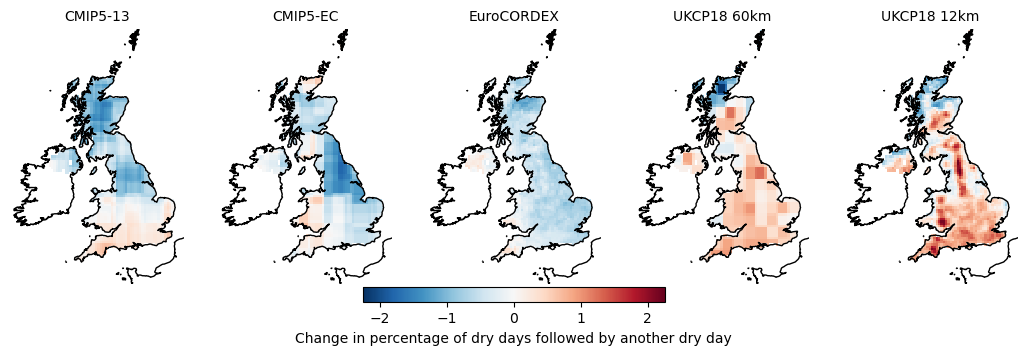 CMIP5-13 CMIP5-EC EuroCORDEX UKCP18 60km UKCP18 12km
−2 −1 0 1 2
Change in percentage of dry days followed by another dry day